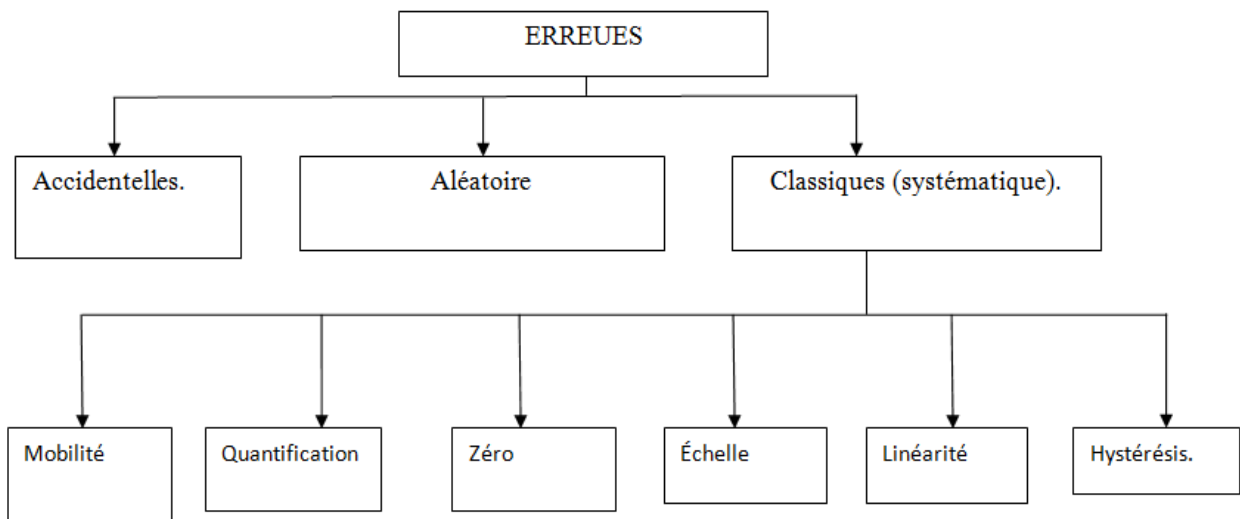 ERREUES
Accidentelles.
Aléatoire
Classiques (systématique).
Mobilité
Quantification
Zéro
Échelle
Linéarité
Hystérésis.